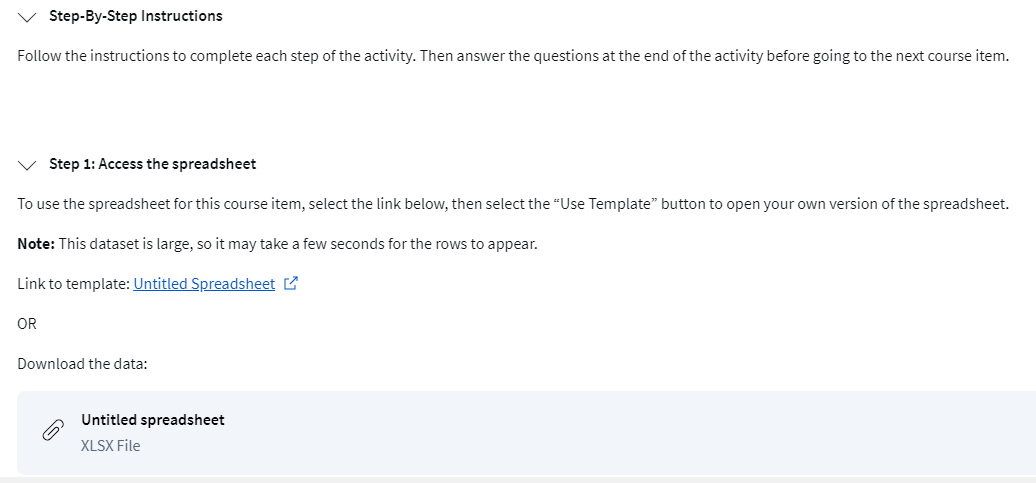 Step-By-Step Instructions
Follow the instructions to complete each step of the activity. Then answer the questions at the end of the activity before going to the next course item.
Step 1: Access the spreadsheet
To use the spreadsheet for this course item, select the link below, then select the “Use Template” button to open your own version of the spreadsheet.
Note: This dataset is large, so it may take a few seconds for the rows to appear.
Link to template: Untitled Spreadsheet
OR
Download the data:
Untitled spreadsheet
XLSX File